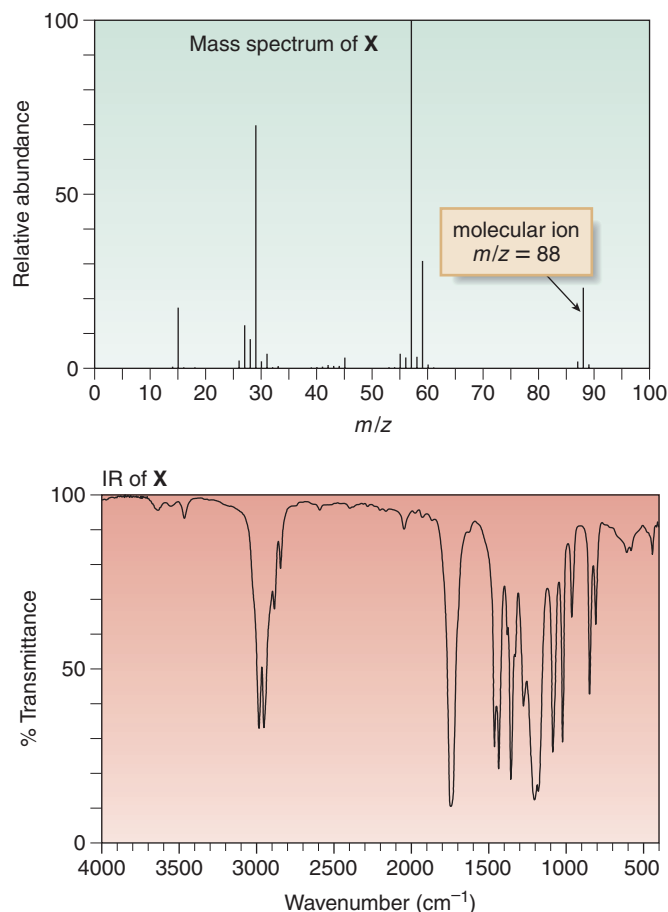 Mass spectrum of X
Relative abundance
100
50
0
molecular ion
m/z = 88
0 10 20 30 40 50 60 70 80 90 100
m/z
IR of X
% Transmittance
100
50
0
4000 3500 3000 2500 2000 1500 1000 500
Wavenumber (cm⁻¹)